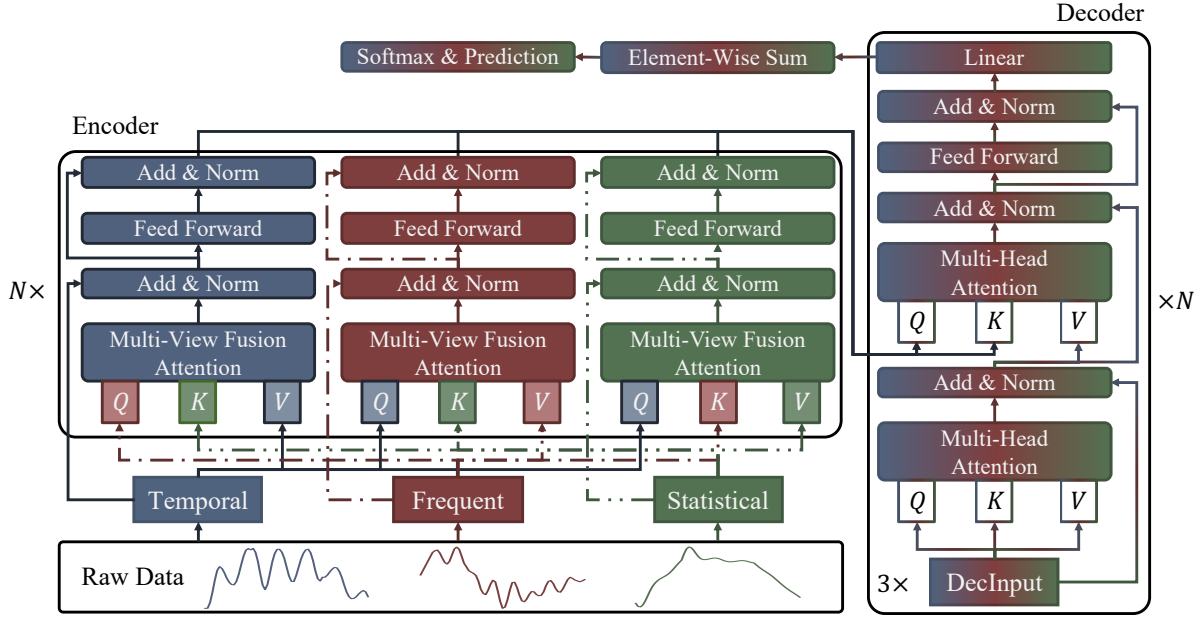 Decoder
Softmax & Prediction
Element-Wise Sum
Linear
Add & Norm
Feed Forward
Add & Norm
Multi-Head
Attention
Q K V
×N
Add & Norm
Multi-Head
Attention
Q K V
3×
DecInput
Encoder
N×
Add & Norm
Feed Forward
Add & Norm
Multi-View Fusion
Attention
Q K V
Add & Norm
Feed Forward
Add & Norm
Multi-View Fusion
Attention
Q K V
Add & Norm
Feed Forward
Add & Norm
Multi-View Fusion
Attention
Q K V
Temporal
Frequent
Statistical
Raw Data